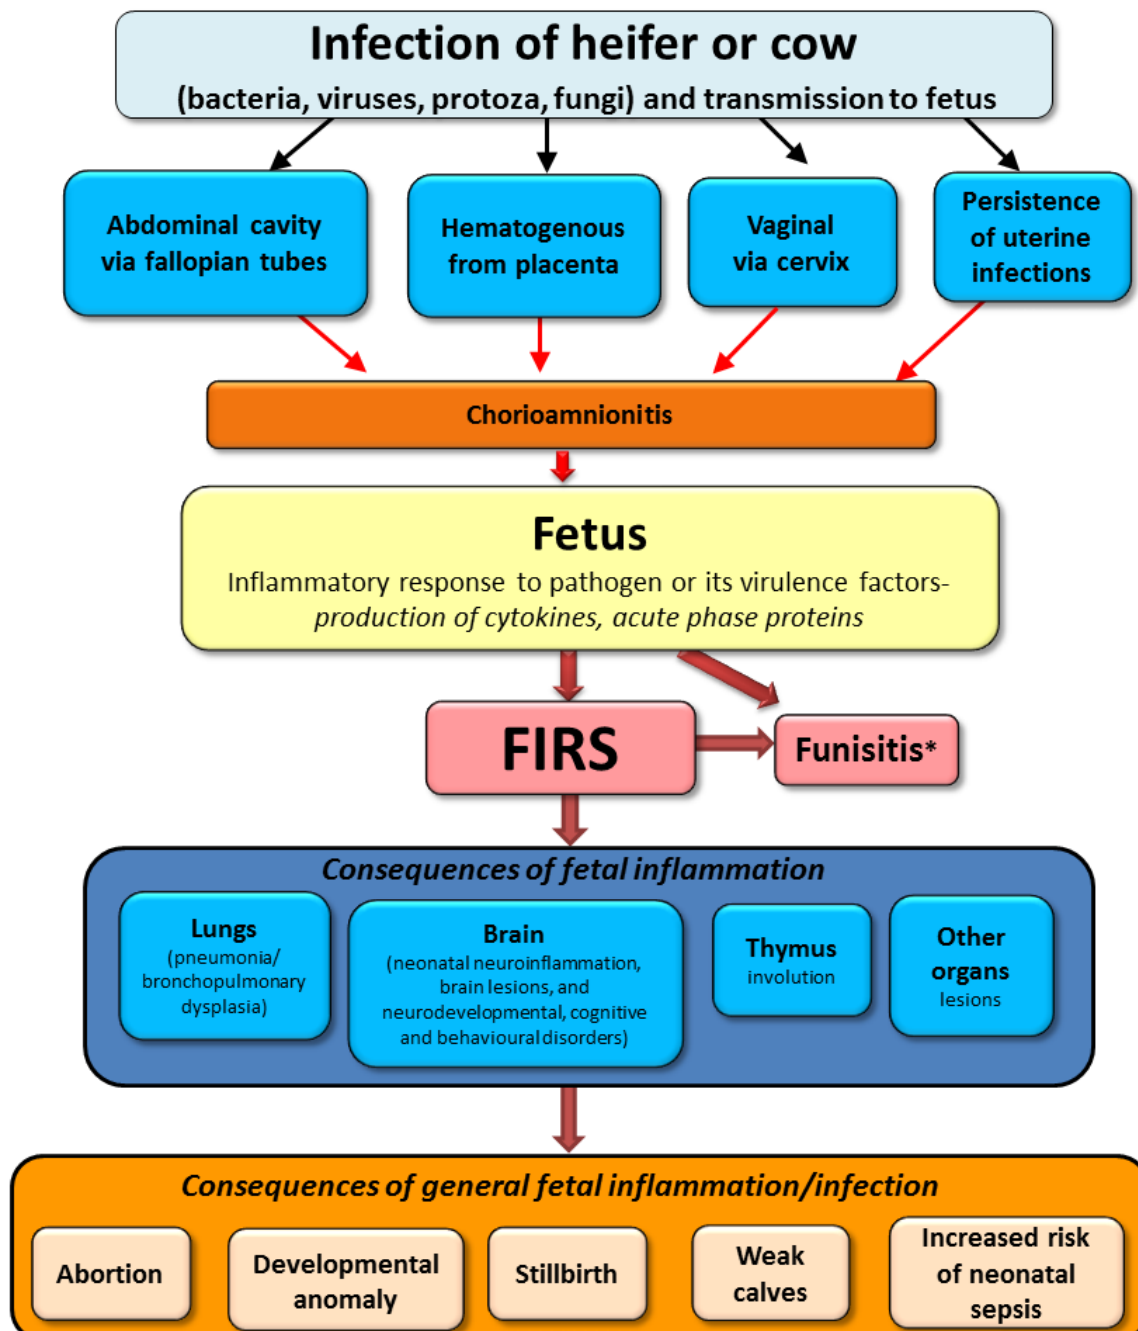 Infection of heifer or cow
(bacteria, viruses, protoza, fungi) and transmission to fetus
Abdominal cavity
via fallopian tubes
Hematogenous
from placenta
Vaginal
via cervix
Persistence
of uterine
infections
Chorioamnionitis
Fetus
Inflammatory response to pathogen or its virulence factors-
production of cytokines, acute phase proteins
FIRS
Funisitis*
Consequences of fetal inflammation
Lungs
(pneumonia/
bronchopulmonary
dysplasia)
Brain
(neonatal neuroinflammation,
brain lesions, and
neurodevelopmental, cognitive
and behavioural disorders)
Thymus
involution
Other
organs
lesions
Consequences of general fetal inflammation/infection
Abortion
Developmental
anomaly
Stillbirth
Weak
calves
Increased risk
of neonatal
sepsis